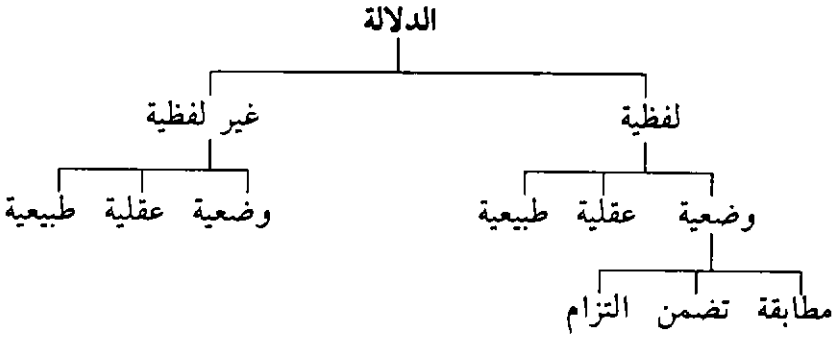 الدلالة
لفظية غير لفظية
وضعية عقلية طبيعية وضعية عقلية طبيعية
مطابقة تضمن التزام